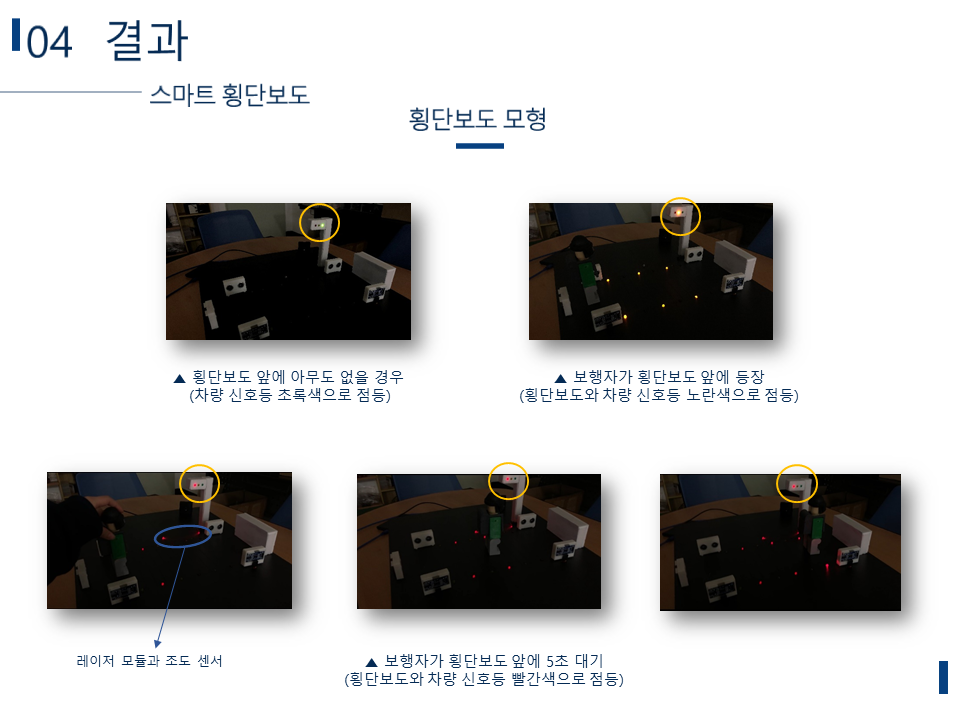 04 결과
스마트 횡단보도
횡단보도 모형
▲ 횡단보도 앞에 아무도 없을 경우
(차량 신호등 초록색으로 점등)
▲ 보행자가 횡단보도 앞에 등장
(횡단보도와 차량 신호등 노란색으로 점등)
레이저 모듈과 조도 센서
▲ 보행자가 횡단보도 앞에 5초 대기
(횡단보도와 차량 신호등 빨간색으로 점등)